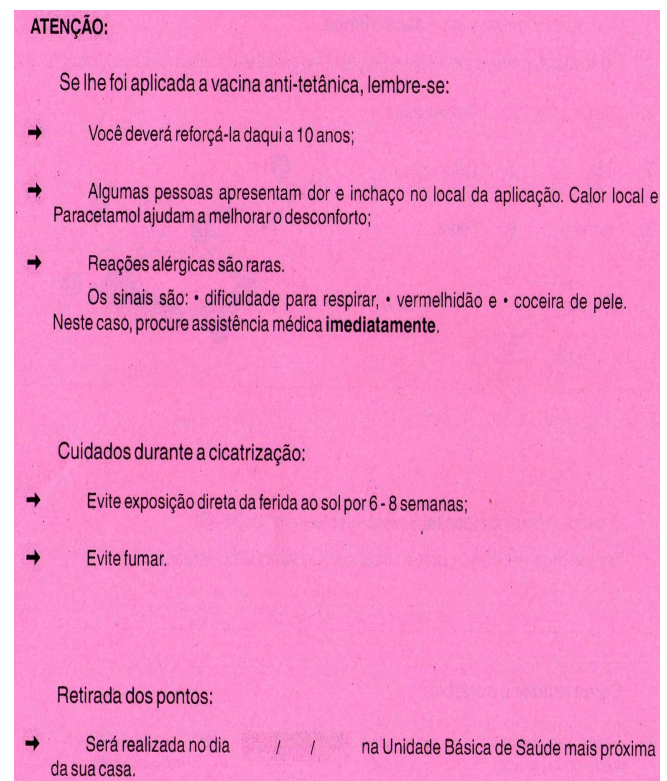 ATENÇÃO:
Se lhe foi aplicada a vacina anti-tetânica, lembre-se:
➞ Você deverá reforçá-la daqui a 10 anos;
➞ Algumas pessoas apresentam dor e inchaço no local da aplicação. Calor local e
Paracetamol ajudam a melhorar o desconforto;
➞ Reações alérgicas são raras.
Os sinais são: • dificuldade para respirar, • vermelhidão e • coceira de pele.
Neste caso, procure assistência médica imediatamente.
Cuidados durante a cicatrização:
➞ Evite exposição direta da ferida ao sol por 6 - 8 semanas;
➞ Evite fumar.
Retirada dos pontos:
➞ Será realizada no dia / / na Unidade Básica de Saúde mais próxima
da sua casa.